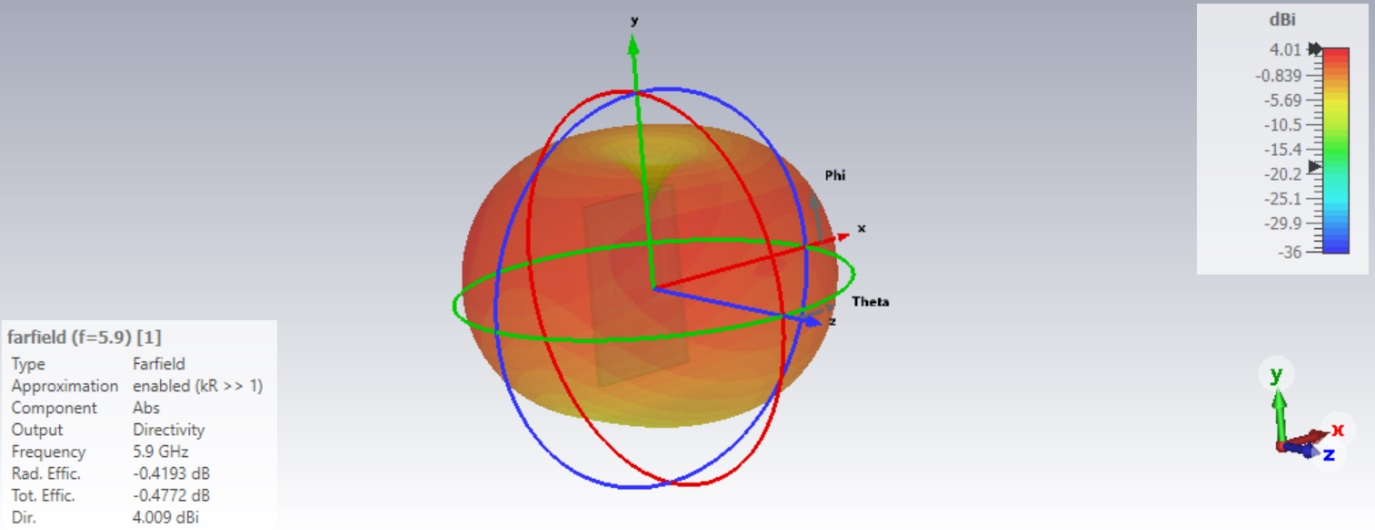 y
Phi
x
Theta
z
dBi
4.01
-0.839
-5.69
-10.5
-15.4
-20.2
-25.1
-29.9
-36
farfield (f=5.9) [1]
Type Farfield
Approximation enabled (kR >> 1)
Component Abs
Output Directivity
Frequency 5.9 GHz
Rad. Effic. -0.4193 dB
Tot. Effic. -0.4772 dB
Dir. 4.009 dBi
y
x
z